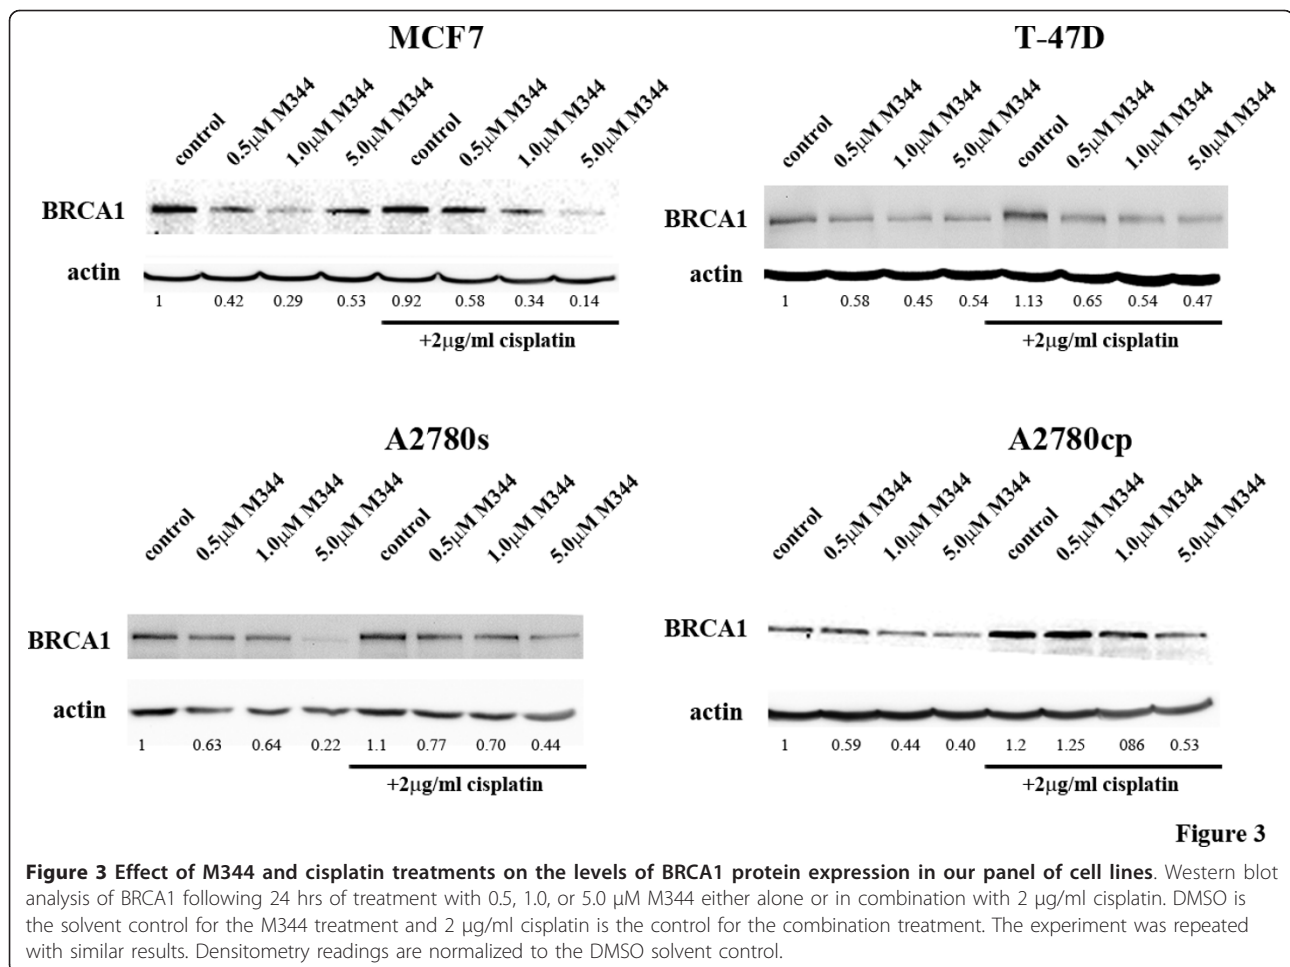 MCF7
control 0.5µM M344 1.0µM M344 5.0µM M344 control 0.5µM M344 1.0µM M344 5.0µM M344
BRCA1
actin
1 0.42 0.29 0.53 0.92 0.58 0.34 0.14
+2µg/ml cisplatin
T-47D
control 0.5µM M344 1.0µM M344 5.0µM M344 control 0.5µM M344 1.0µM M344 5.0µM M344
BRCA1
actin
1 0.58 0.45 0.54 1.13 0.65 0.54 0.47
+2µg/ml cisplatin
A2780s
control 0.5µM M344 1.0µM M344 5.0µM M344 control 0.5µM M344 1.0µM M344 5.0µM M344
BRCA1
actin
1 0.63 0.64 0.22 1.1 0.77 0.70 0.44
+2µg/ml cisplatin
A2780cp
control 0.5µM M344 1.0µM M344 5.0µM M344 control 0.5µM M344 1.0µM M344 5.0µM M344
BRCA1
actin
1 0.59 0.44 0.40 1.2 1.25 086 0.53
+2µg/ml cisplatin
Figure 3
Figure 3 Effect of M344 and cisplatin treatments on the levels of BRCA1 protein expression in our panel of cell lines. Western blot
analysis of BRCA1 following 24 hrs of treatment with 0.5, 1.0, or 5.0 µM M344 either alone or in combination with 2 µg/ml cisplatin. DMSO is
the solvent control for the M344 treatment and 2 µg/ml cisplatin is the control for the combination treatment. The experiment was repeated
with similar results. Densitometry readings are normalized to the DMSO solvent control.